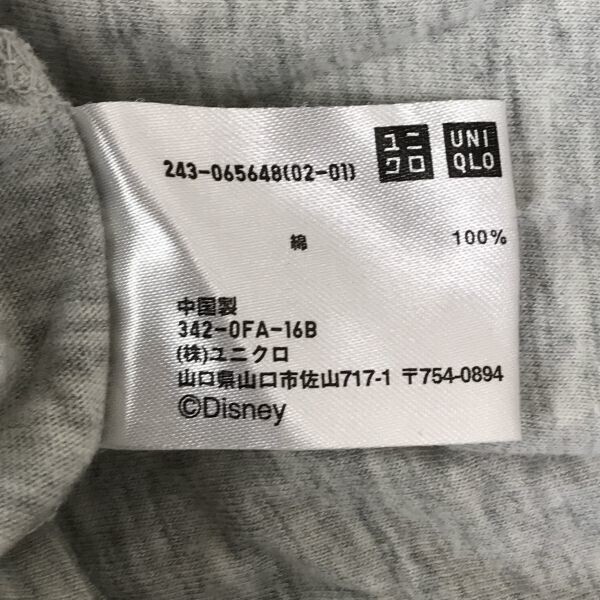 ユニ
クロ
UNI
QLO
243-065648(02-01)
綿 100%
中国製
342-0FA-16B
(株)ユニクロ
山口県山口市佐山717-1 〒754-0894
©Disney